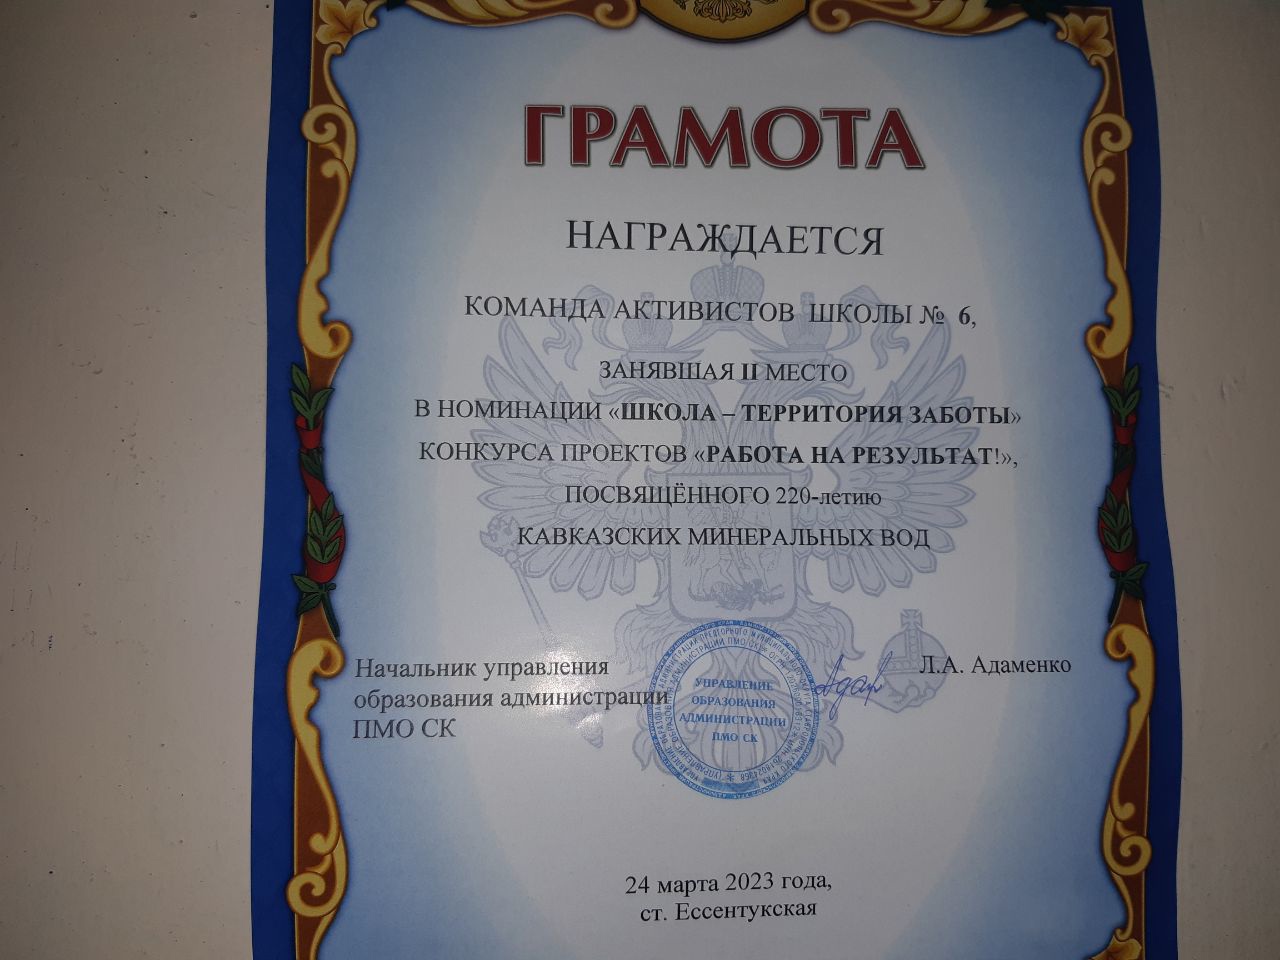 ГРАМОТА
НАГРАЖДАЕТСЯ
КОМАНДА АКТИВИСТОВ ШКОЛЫ № 6,
ЗАНЯВШАЯ II МЕСТО
В НОМИНАЦИИ «ШКОЛА – ТЕРРИТОРИЯ ЗАБОТЫ»
КОНКУРСА ПРОЕКТОВ «РАБОТА НА РЕЗУЛЬТАТ!»,
ПОСВЯЩЁННОГО 220-летию
КАВКАЗСКИХ МИНЕРАЛЬНЫХ ВОД
Начальник управления
образования администрации
ПМО СК
УПРАВЛЕНИЕ
ОБРАЗОВАНИЯ
АДМИНИСТРАЦИИ
ПМО СК
Л.А. Адаменко
24 марта 2023 года,
ст. Ессентукская